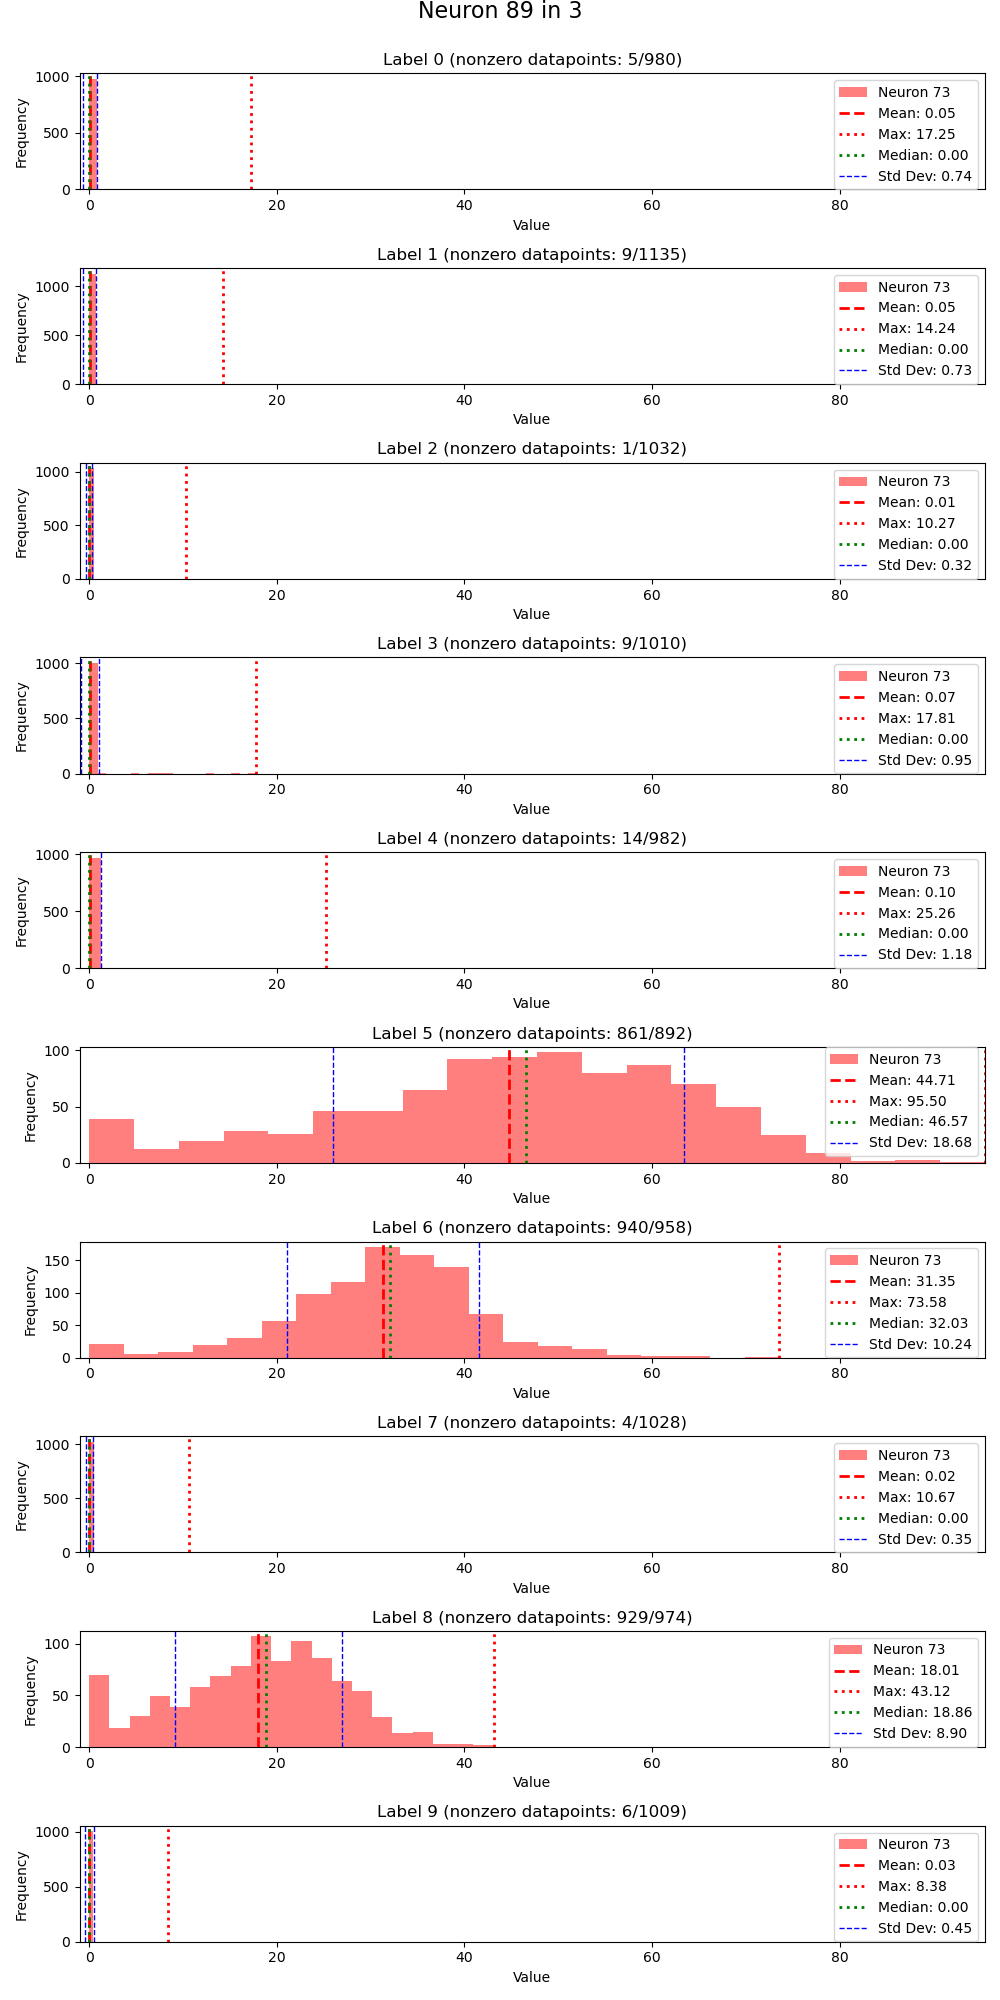 Neuron 89 in 3
Label 0 (nonzero datapoints: 5/980)
1000
500
0
Frequency
Neuron 73
Mean: 0.05
Max: 17.25
Median: 0.00
Std Dev: 0.74
0 20 40 60 80
Value
Label 1 (nonzero datapoints: 9/1135)
1000
500
0
Frequency
Neuron 73
Mean: 0.05
Max: 14.24
Median: 0.00
Std Dev: 0.73
0 20 40 60 80
Value
Label 2 (nonzero datapoints: 1/1032)
1000
500
0
Frequency
Neuron 73
Mean: 0.01
Max: 10.27
Median: 0.00
Std Dev: 0.32
0 20 40 60 80
Value
Label 3 (nonzero datapoints: 9/1010)
1000
500
0
Frequency
Neuron 73
Mean: 0.07
Max: 17.81
Median: 0.00
Std Dev: 0.95
0 20 40 60 80
Value
Label 4 (nonzero datapoints: 14/982)
1000
500
0
Frequency
Neuron 73
Mean: 0.10
Max: 25.26
Median: 0.00
Std Dev: 1.18
0 20 40 60 80
Value
Label 5 (nonzero datapoints: 861/892)
100
50
0
Frequency
Neuron 73
Mean: 44.71
Max: 95.50
Median: 46.57
Std Dev: 18.68
0 20 40 60 80
Value
Label 6 (nonzero datapoints: 940/958)
150
100
50
0
Frequency
Neuron 73
Mean: 31.35
Max: 73.58
Median: 32.03
Std Dev: 10.24
0 20 40 60 80
Value
Label 7 (nonzero datapoints: 4/1028)
1000
500
0
Frequency
Neuron 73
Mean: 0.02
Max: 10.67
Median: 0.00
Std Dev: 0.35
0 20 40 60 80
Value
Label 8 (nonzero datapoints: 929/974)
100
50
0
Frequency
Neuron 73
Mean: 18.01
Max: 43.12
Median: 18.86
Std Dev: 8.90
0 20 40 60 80
Value
Label 9 (nonzero datapoints: 6/1009)
1000
500
0
Frequency
Neuron 73
Mean: 0.03
Max: 8.38
Median: 0.00
Std Dev: 0.45
0 20 40 60 80
Value